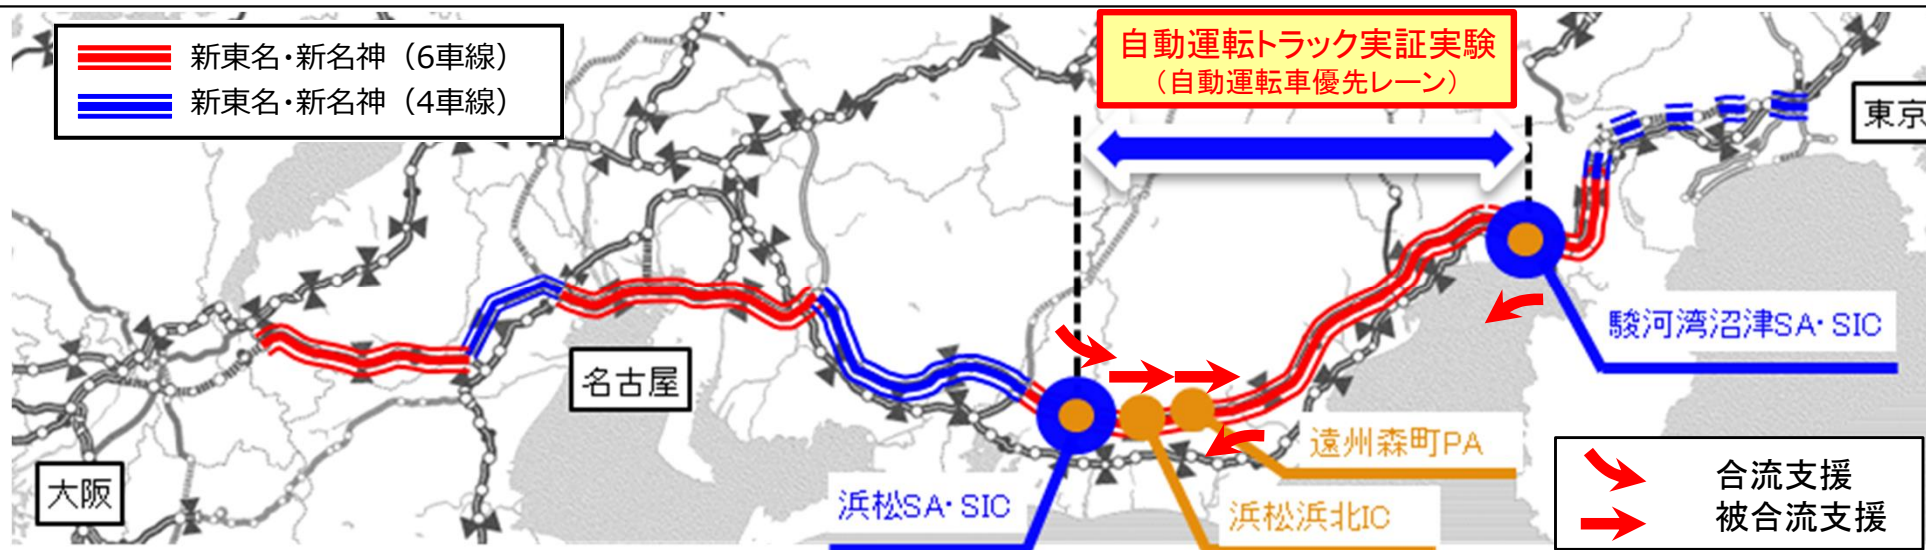 新東名・新名神（6車線）
新東名・新名神（4車線）
自動運転トラック実証実験
（自動運転車優先レーン）
東京
駿河湾沼津SA・SIC
名古屋
遠州森町PA
大阪
浜松SA・SIC
浜松浜北IC
合流支援
被合流支援